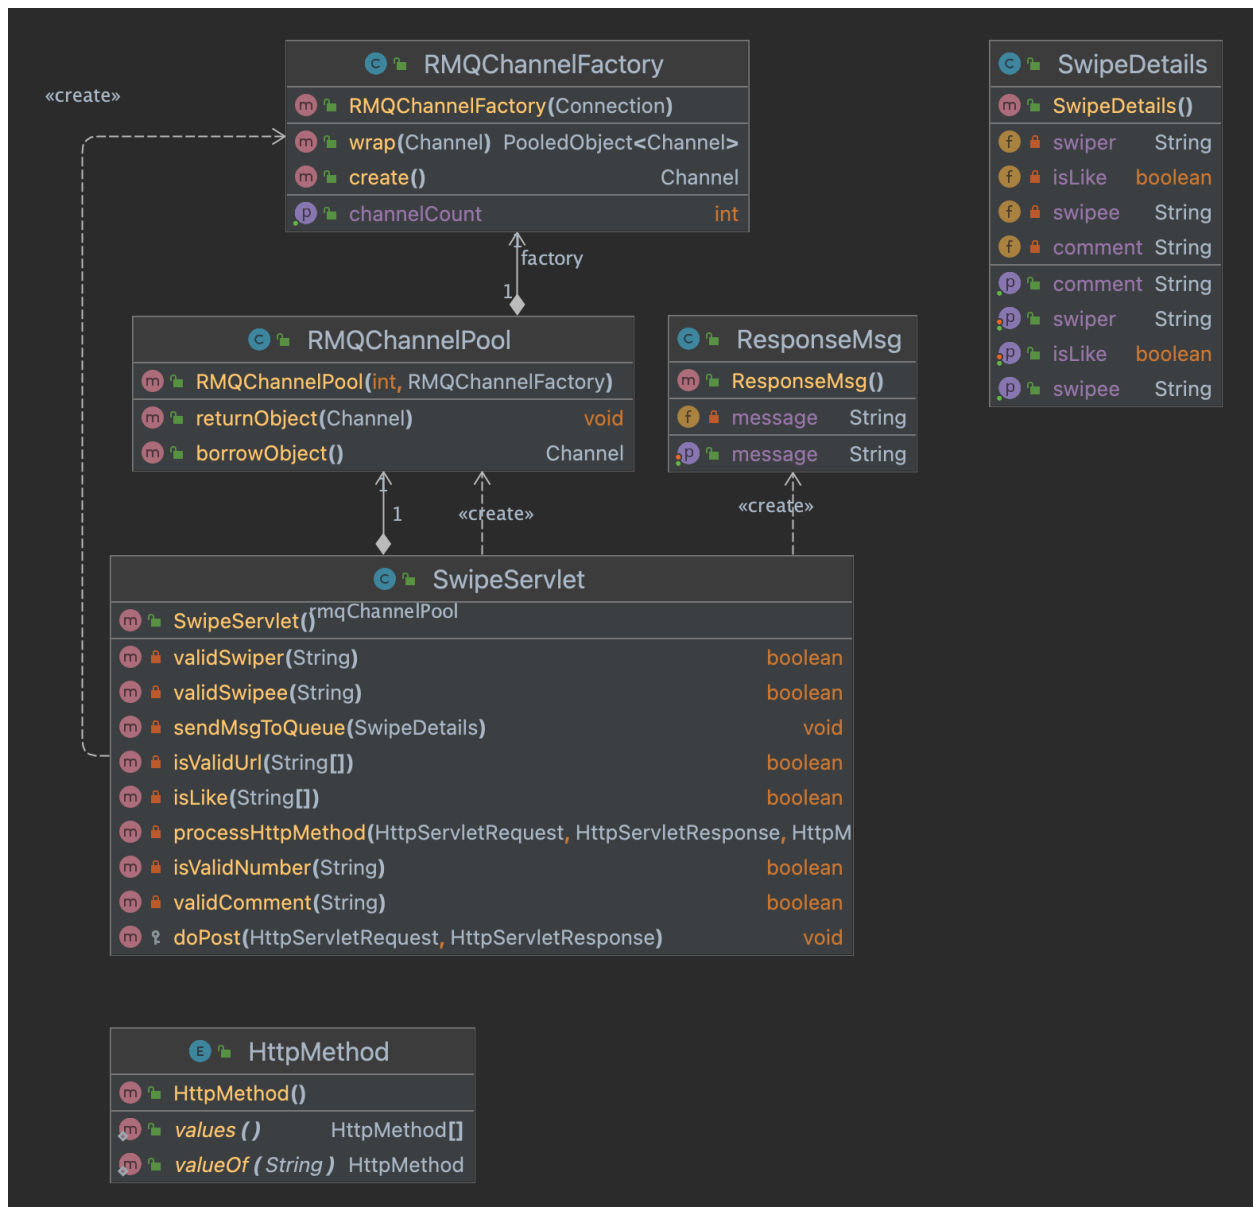 «create»
RMQChannelFactory
RMQChannelFactory(Connection)
wrap(Channel) PooledObject<Channel>
create() Channel
channelCount int
1
factory
1
SwipeDetails
SwipeDetails()
swiper String
isLike boolean
swipee String
comment String
comment String
swiper String
isLike boolean
swipee String
RMQChannelPool
RMQChannelPool(int, RMQChannelFactory)
returnObject(Channel) void
borrowObject() Channel
ResponseMsg
ResponseMsg()
message String
message String
1
1
«create»
«create»
SwipeServlet
rmqChannelPool
SwipeServlet()
validSwiper(String) boolean
validSwipee(String) boolean
sendMsgToQueue(SwipeDetails) void
isValidUrl(String[]) boolean
isLike(String[]) boolean
processHttpMethod(HttpServletRequest, HttpServletResponse, HttpM
isValidNumber(String) boolean
validComment(String) boolean
doPost(HttpServletRequest, HttpServletResponse) void
HttpMethod
HttpMethod()
values() HttpMethod[]
valueOf(String) HttpMethod